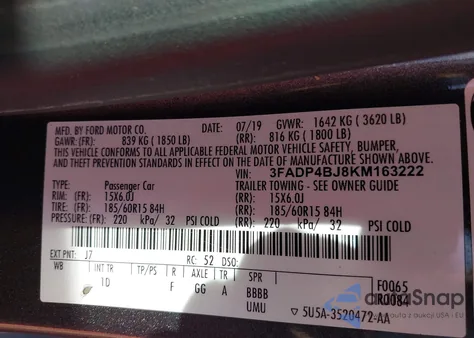 MFD. BY FORD MOTOR CO.
DATE: 07/19 GVWR: 1642 KG ( 3620 LB)
GAWR: (FR): 839 KG ( 1850 LB) (RR): 816 KG ( 1800 LB)
THIS VEHICLE CONFORMS TO ALL APPLICABLE FEDERAL MOTOR VEHICLE SAFETY, BUMPER,
AND THEFT PREVENTION STANDARDS IN EFFECT ON THE DATE OF MANUFACTURE SHOWN ABOVE.
VIN: 3FADP4BJ8KM163222
TYPE: Passenger Car TRAILER TOWING - SEE OWNER GUIDE
RIM: (FR) 15X6.0J (RR): 15X6.0J
TIRE: (FR) 185/60R15 84H (RR): 185/60R15 84H
PRESSURE: (FR) 220 kPa/ 32 PSI COLD (RR): 220 kPa/ 32 PSI COLD
EXT PNT: J7 RC: 52 DSO:
WB INT TR TP/PS R AXLE TR SPR
1D F GG A BBBB
UMU
F0065
R0084
▽ 5U5A-3520472-AA